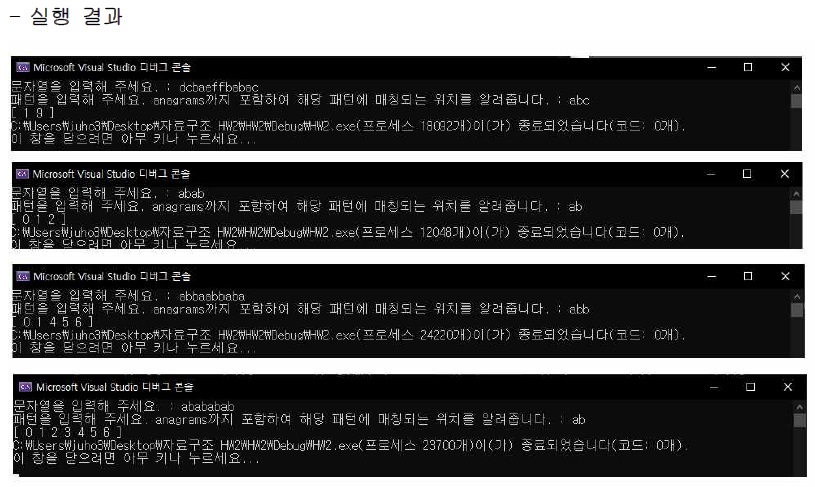 - 실행 결과
Microsoft Visual Studio 디버그 콘솔
문자열을 입력해 주세요. : dcbaeffbabac
패턴을 입력해 주세요. anagrams까지 포함하여 해당 패턴에 매칭되는 위치를 알려줍니다. : abc
[ 1 9 ]
C:\Users\juho3\Desktop\자료구조 HW2\HW2\Debug\HW2.exe(프로세스 18092개)이(가) 종료되었습니다(코드: 0개).
이 창을 닫으려면 아무 키나 누르세요...
Microsoft Visual Studio 디버그 콘솔
문자열을 입력해 주세요. : abab
패턴을 입력해 주세요. anagrams까지 포함하여 해당 패턴에 매칭되는 위치를 알려줍니다. : ab
[ 0 1 2 ]
C:\Users\juho3\Desktop\자료구조 HW2\HW2\Debug\HW2.exe(프로세스 12048개)이(가) 종료되었습니다(코드: 0개).
이 창을 닫으려면 아무 키나 누르세요...
Microsoft Visual Studio 디버그 콘솔
문자열을 입력해 주세요. : abbaabbaba
패턴을 입력해 주세요. anagrams까지 포함하여 해당 패턴에 매칭되는 위치를 알려줍니다. : abb
[ 0 1 4 5 6 ]
C:\Users\juho3\Desktop\자료구조 HW2\HW2\Debug\HW2.exe(프로세스 24220개)이(가) 종료되었습니다(코드: 0개).
이 창을 닫으려면 아무 키나 누르세요...
Microsoft Visual Studio 디버그 콘솔
문자열을 입력해 주세요. : abababab
패턴을 입력해 주세요. anagrams까지 포함하여 해당 패턴에 매칭되는 위치를 알려줍니다. : ab
[ 0 1 2 3 4 5 6 ]
C:\Users\juho3\Desktop\자료구조 HW2\HW2\Debug\HW2.exe(프로세스 23700개)이(가) 종료되었습니다(코드: 0개).
이 창을 닫으려면 아무 키나 누르세요...